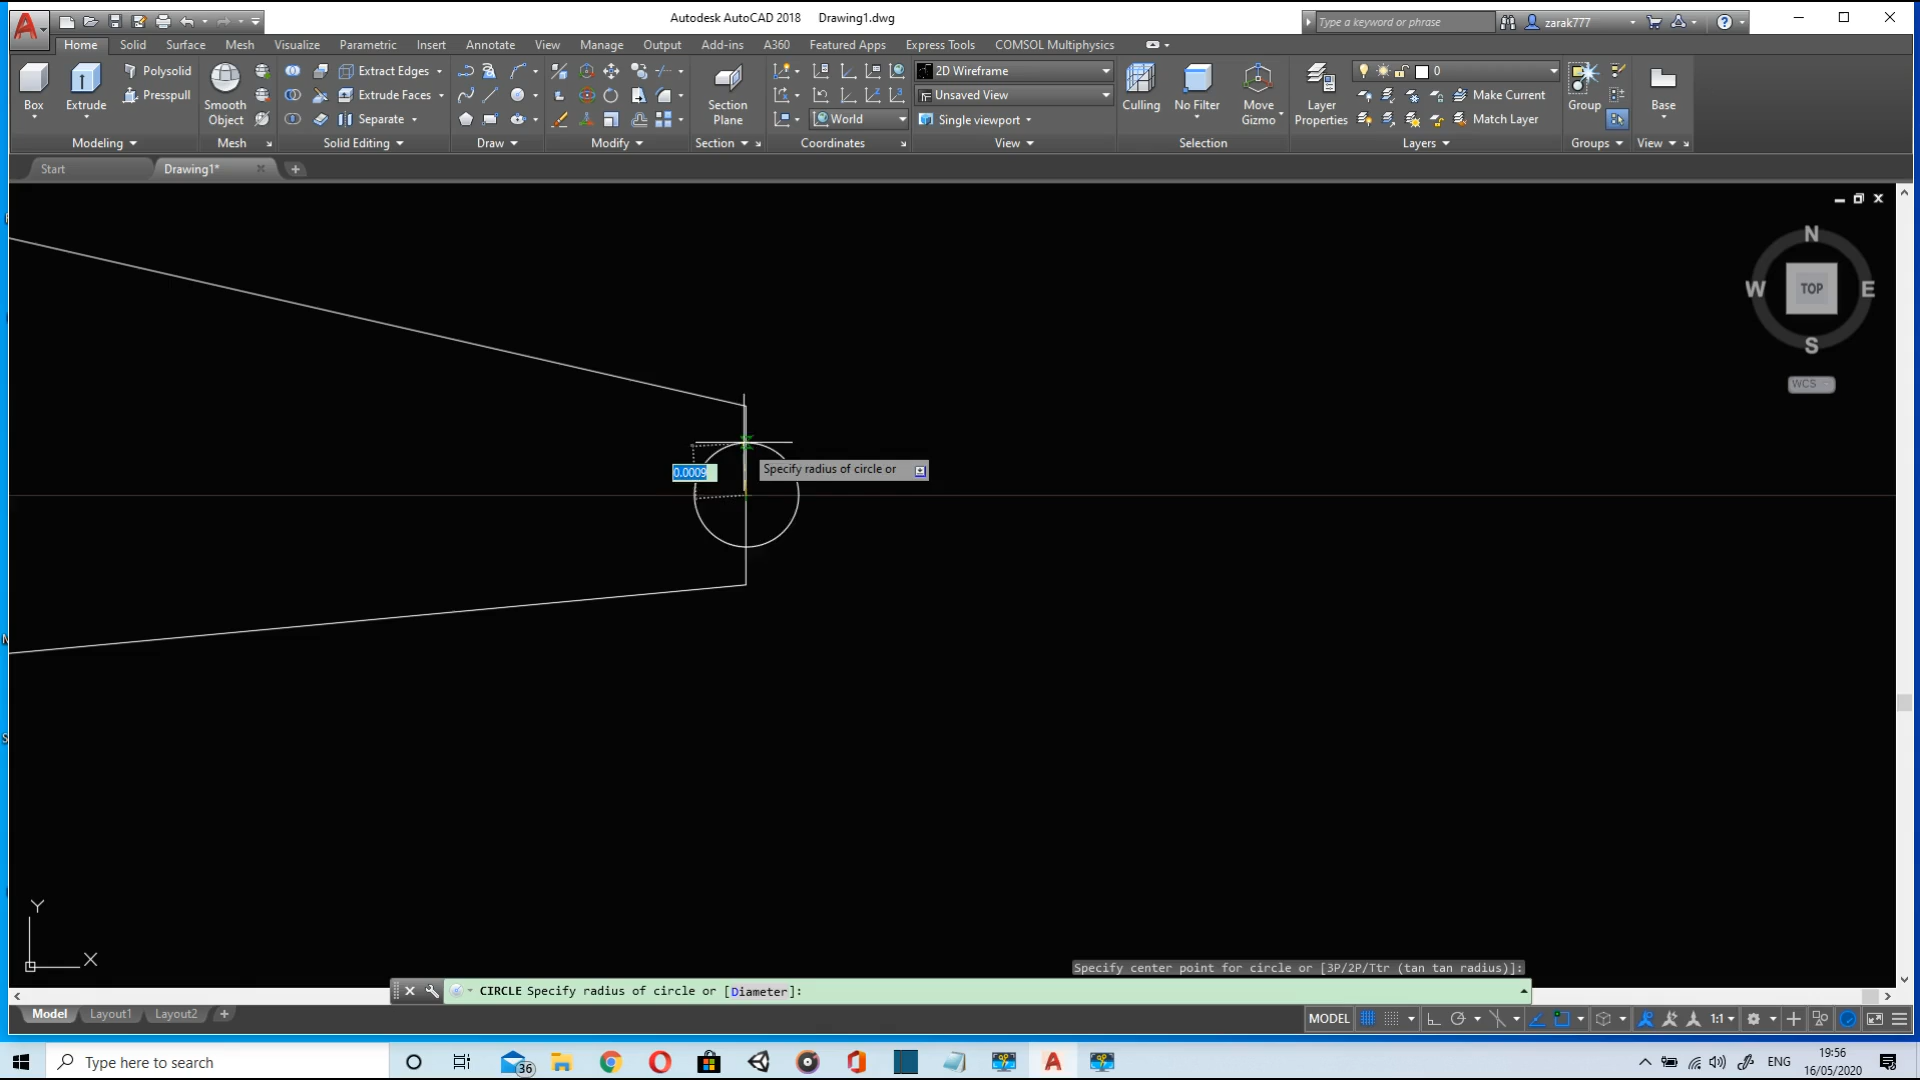 Autodesk AutoCAD 2018 Drawing1.dwg
Type a keyword or phrase
zarak777
Home Solid Surface Mesh Visualize Parametric Insert Annotate View Manage Output Add-ins A360 Featured Apps Express Tools COMSOL Multiphysics
Polysolid
Presspull
Box
Extrude
Smooth
Object
Extract Edges
Extrude Faces
Separate
Section
Plane
World
2D Wireframe
Unsaved View
Single viewport
Culling
No Filter
Move
Gizmo
Layer
Properties
0
Make Current
Match Layer
Group
Base
Modeling Mesh Solid Editing Draw Modify Section Coordinates View Selection Layers Groups View
Start Drawing1*
N
W TOP E
S
WCS
0.0009
Specify radius of circle or
Y
X
Specify center point for circle or [3P/2P/Ttr (tan tan radius)]:
CIRCLE Specify radius of circle or [Diameter]:
Model Layout1 Layout2
MODEL
1:1
Type here to search
36
ENG
19:56
16/05/2020